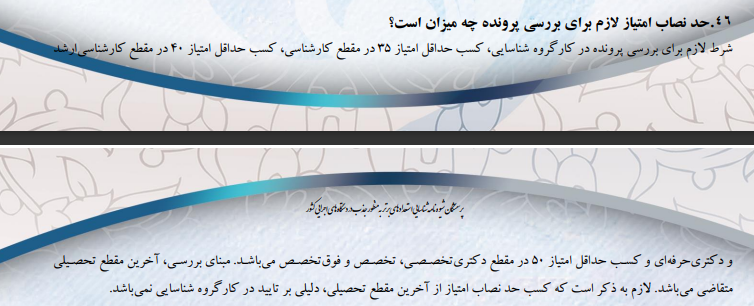 ۴۶.حد نصاب امتیاز لازم برای بررسی پرونده چه میزان است؟
شرط لازم برای بررسی پرونده در کارگروه شناسایی، کسب حداقل امتیاز ۳۵ در مقطع کارشناسی، کسب حداقل امتیاز ۴۰ در مقطع کارشناسی‌ارشد
پرسشگان شیوه‌نامه شناسایی استعدادهای برتر به منظور جذب در دستگاه‌های اجرایی کشور
و دکتری‌حرفه‌ای و کسب حداقل امتیاز ۵۰ در مقطع دکتری‌تخصصی، تخصص و فوق‌تخصص می‌باشد. مبنای بررسی، آخرین مقطع تحصیلی
متقاضی می‌باشد. لازم به ذکر است که کسب حد نصاب امتیاز از آخرین مقطع تحصیلی، دلیلی بر تایید در کارگروه شناسایی نمی‌باشد.